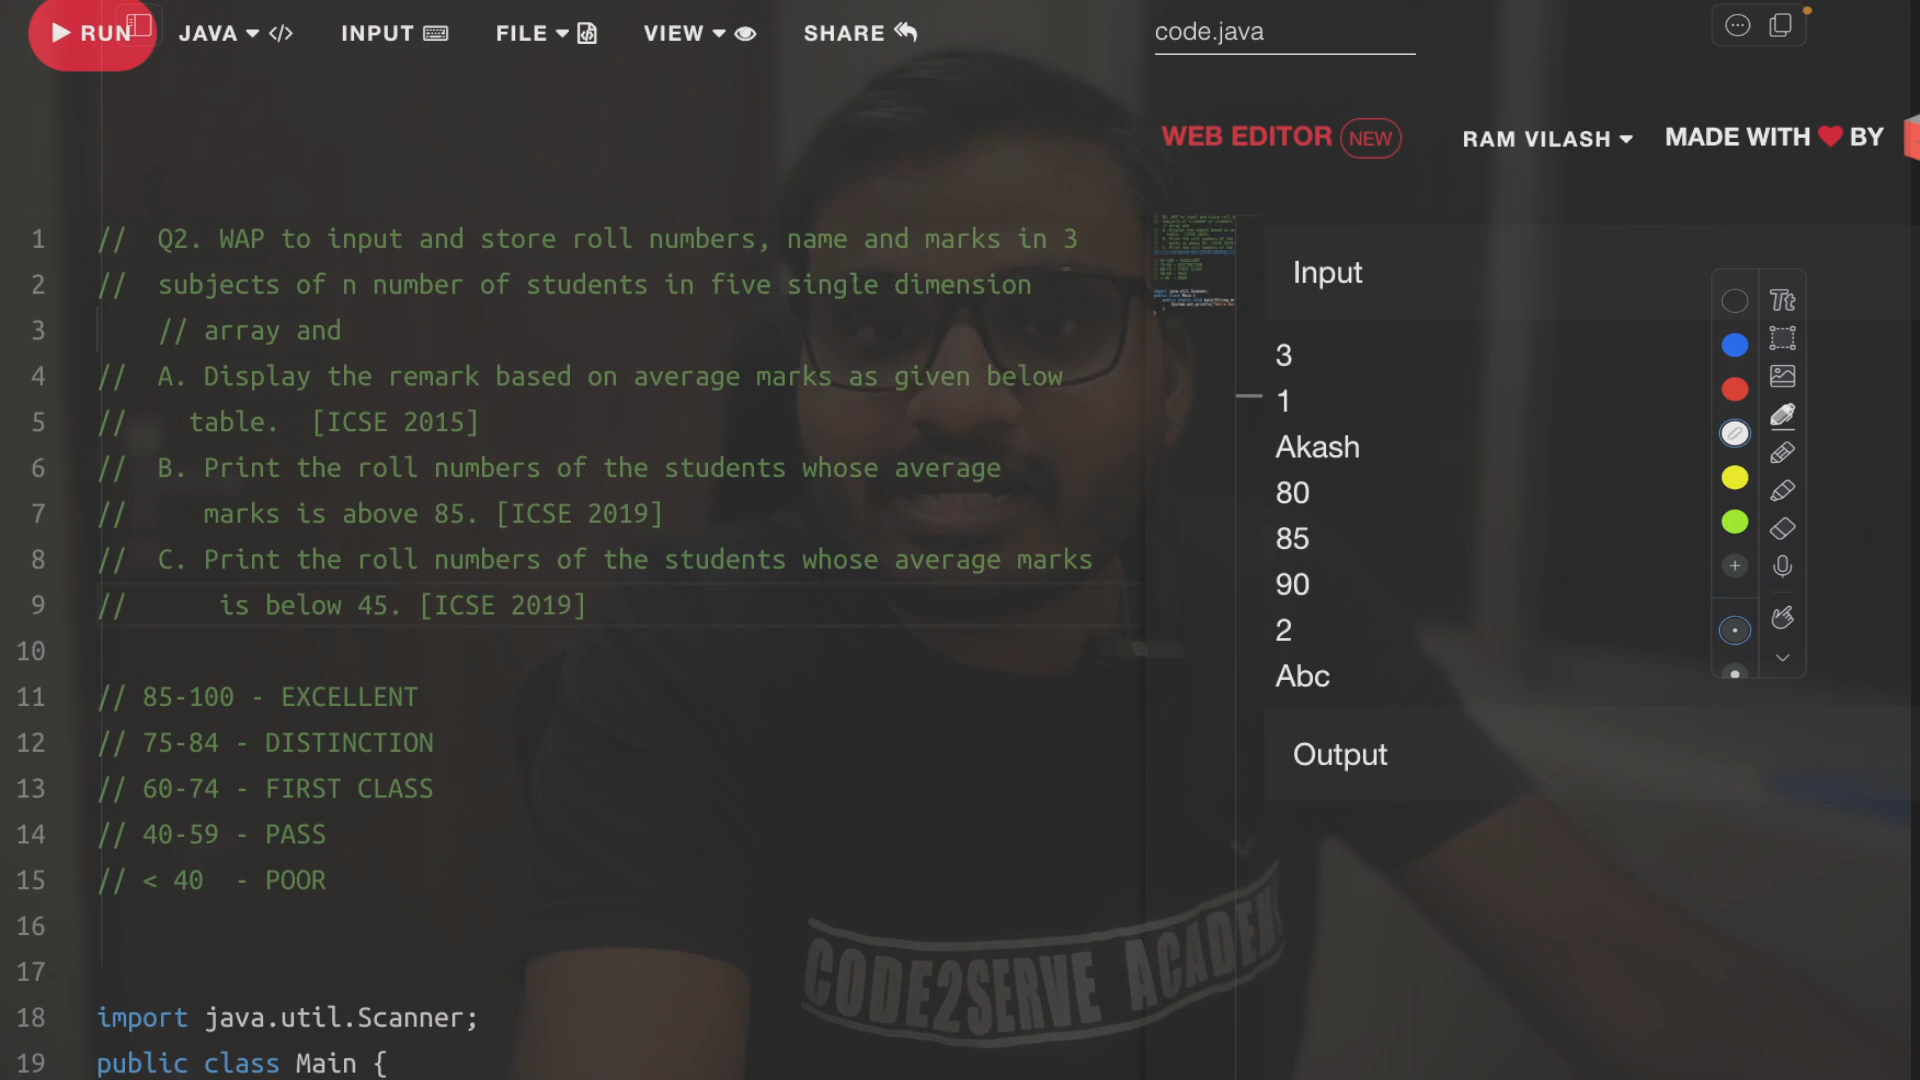 RUN JAVA </> INPUT FILE VIEW SHARE code.java
WEB EDITOR NEW RAM VILASH MADE WITH BY
1 // Q2. WAP to input and store roll numbers, name and marks in 3
2 // subjects of n number of students in five single dimension
3 // array and
4 // A. Display the remark based on average marks as given below
5 // table. [ICSE 2015]
6 // B. Print the roll numbers of the students whose average
7 // marks is above 85. [ICSE 2019]
8 // C. Print the roll numbers of the students whose average marks
9 // is below 45. [ICSE 2019]
10
11 // 85-100 - EXCELLENT
12 // 75-84 - DISTINCTION
13 // 60-74 - FIRST CLASS
14 // 40-59 - PASS
15 // < 40 - POOR
16
17
18 import java.util.Scanner;
19 public class Main {
Input
3
1
Akash
80
85
90
2
Abc
Output
Tt
CODE2SERVE